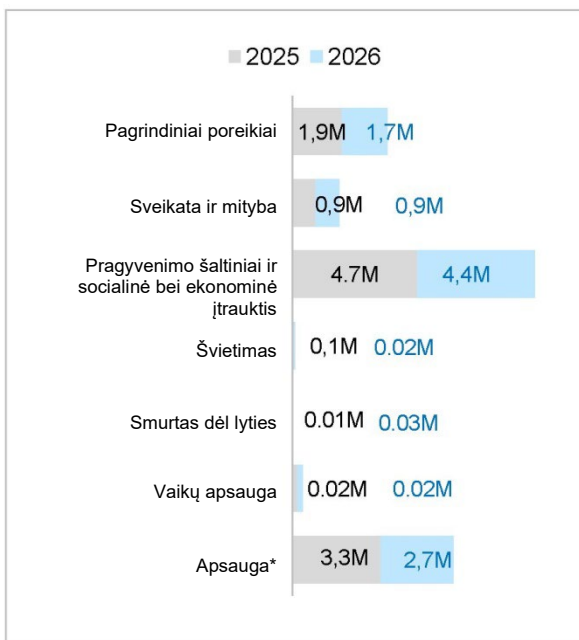 2025 2026
Pagrindiniai poreikiai 1,9M 1,7M
Sveikata ir mityba 0,9M 0,9M
Pragyvenimo šaltiniai ir
socialinė bei ekonominė
įtrauktis
4.7M 4,4M
Švietimas 0,1M 0.02M
Smurtas dėl lyties 0.01M 0.03M
Vaikų apsauga 0.02M 0.02M
Apsauga* 3,3M 2,7M